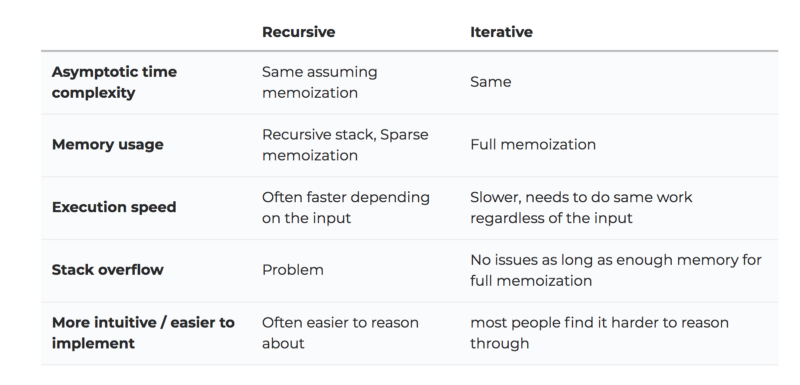 Recursive Iterative
Asymptotic time complexity
Same assuming memoization
Same
Memory usage
Recursive stack, Sparse memoization
Full memoization
Execution speed
Often faster depending on the input
Slower, needs to do same work regardless of the input
Stack overflow
Problem
No issues as long as enough memory for full memoization
More intuitive / easier to implement
Often easier to reason about
most people find it harder to reason through